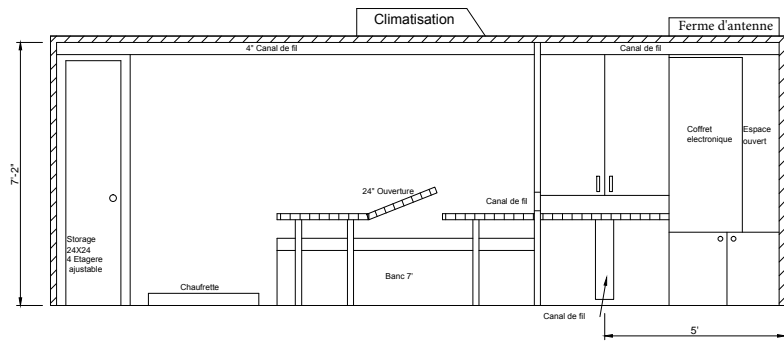 Climatisation
Ferme d'antenne
4" Canal de fil
Canal de fil
7'-2"
Coffret
electronique
Espace
ouvert
24" Ouverture
Canal de fil
Storage
24X24
4 Etagere
ajustable
Chaufrette
Banc 7'
Canal de fil
5'